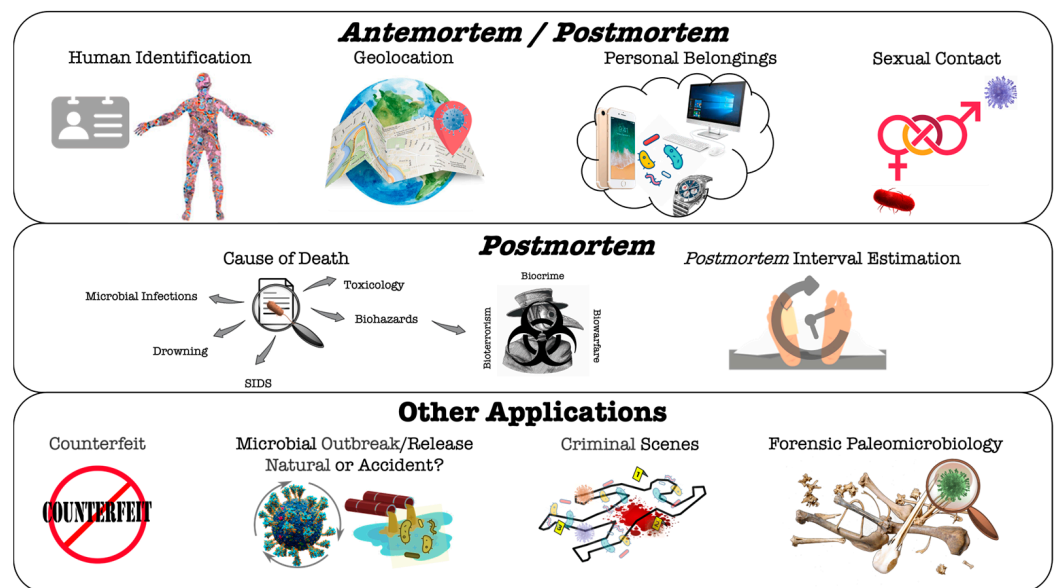 Antemortem / Postmortem
Human Identification
Geolocation
Personal Belongings
Sexual Contact
Postmortem
Cause of Death
Postmortem Interval Estimation
Microbial Infections
Toxicology
Biohazards
Drowning
SIDS
Biocrime
Bioterrorism
Biowarfare
Other Applications
Counterfeit
Microbial Outbreak/Release
Natural or Accident?
Criminal Scenes
Forensic Paleomicrobiology
COUNTERFEIT
1